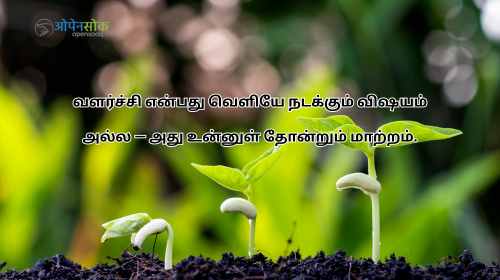 ஓபென்சோக்
opensooc
வளர்ச்சி என்பது வெளியே நடக்கும் விஷயம்
அல்ல – அது உன்னுள் தோன்றும் மாற்றம்.